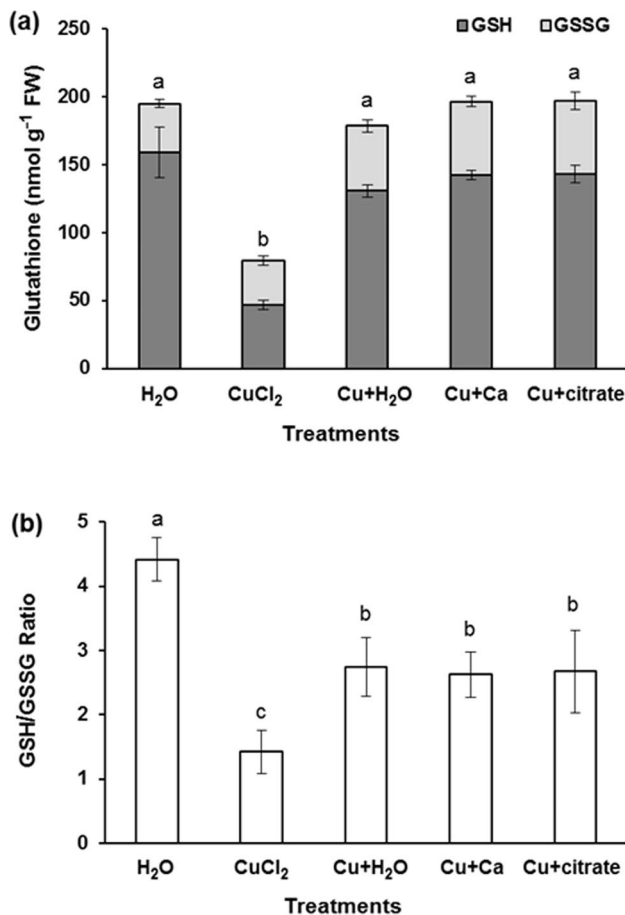 (a)
GSH GSSG
Glutathione (nmol g⁻¹ FW)
250
200
150
100
50
0
a
b
a
a
a
H₂O CuCl₂ Cu+H₂O Cu+Ca Cu+citrate
Treatments
(b)
GSH/GSSG Ratio
5
4
3
2
1
0
a
c
b
b
b
H₂O CuCl₂ Cu+H₂O Cu+Ca Cu+citrate
Treatments